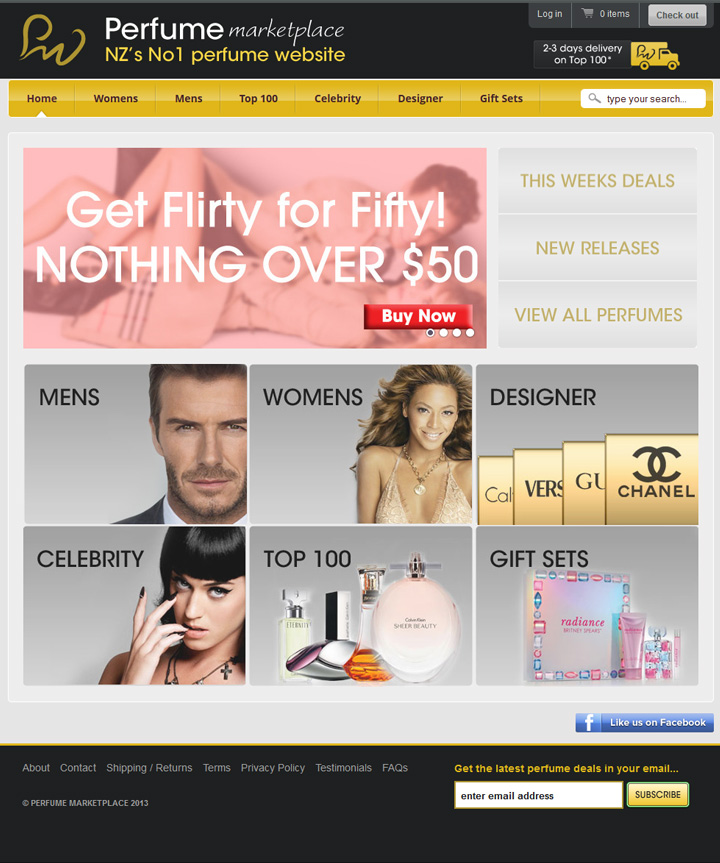 Perfume marketplace
NZ's No1 perfume website
Log in
0 items
Check out
2-3 days delivery
on Top 100*
Home
Womens
Mens
Top 100
Celebrity
Designer
Gift Sets
type your search...
Get Flirty for Fifty!
NOTHING OVER $50
Buy Now
THIS WEEKS DEALS
NEW RELEASES
VIEW ALL PERFUMES
MENS
WOMENS
DESIGNER
Cal
VERS
GU
CHANEL
CELEBRITY
TOP 100
ETERNITY
Calvin Klein
SHEER BEAUTY
GIFT SETS
radiance
BRITNEY SPEARS
Like us on Facebook
About
Contact
Shipping / Returns
Terms
Privacy Policy
Testimonials
FAQs
Get the latest perfume deals in your email...
enter email address
SUBSCRIBE
© PERFUME MARKETPLACE 2013